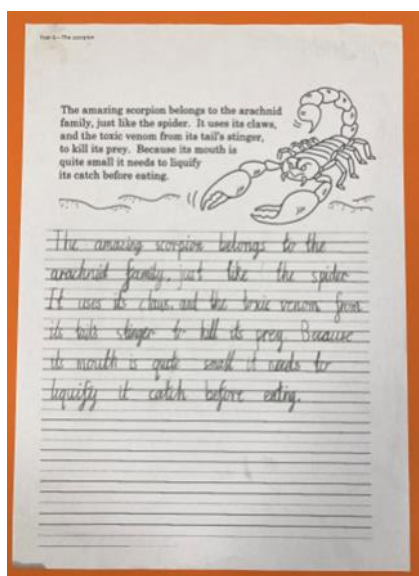 Year 6 - The scorpion
The amazing scorpion belongs to the arachnid
family, just like the spider. It uses its claws,
and the toxic venom from its tail's stinger,
to kill its prey. Because its mouth is
quite small it needs to liquify
its catch before eating.
The amazing scorpion belongs to the
arachnid family, just like the spider
It uses its claws, and the toxic venom from
its tails stinger to kill its prey Because
its mouth is quite small it needs to
liquify it catch before eating.